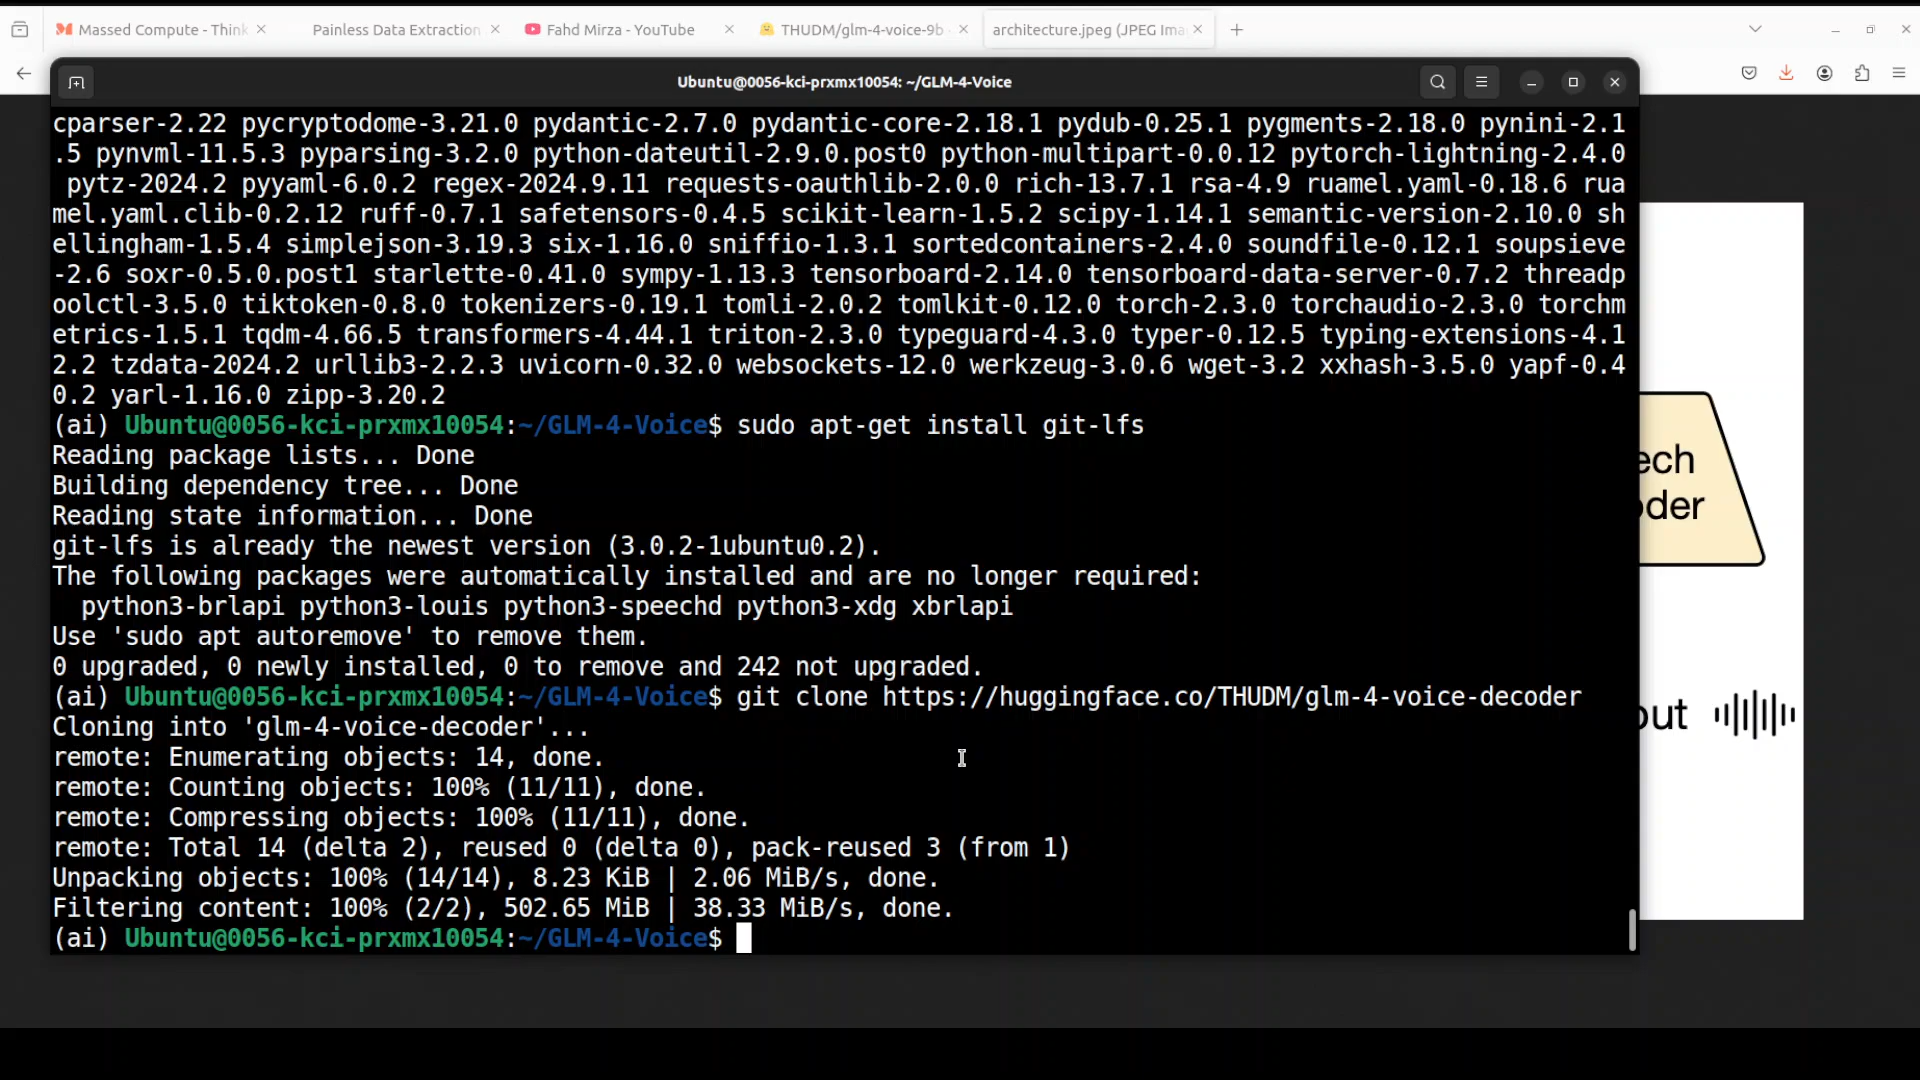 Massed Compute - Think
Painless Data Extraction
Fahd Mirza - YouTube
THUDM/glm-4-voice-9b
architecture.jpeg (JPEG Ima
Ubuntu@0056-kci-prxmx10054: ~/GLM-4-Voice
cparser-2.22 pycryptodome-3.21.0 pydantic-2.7.0 pydantic-core-2.18.1 pydub-0.25.1 pygments-2.18.0 pynini-2.1
.5 pynvml-11.5.3 pyparsing-3.2.0 python-dateutil-2.9.0.post0 python-multipart-0.0.12 pytorch-lightning-2.4.0
pytz-2024.2 pyyaml-6.0.2 regex-2024.9.11 requests-oauthlib-2.0.0 rich-13.7.1 rsa-4.9 ruamel.yaml-0.18.6 rua
mel.yaml.clib-0.2.12 ruff-0.7.1 safetensors-0.4.5 scikit-learn-1.5.2 scipy-1.14.1 semantic-version-2.10.0 sh
ellingham-1.5.4 simplejson-3.19.3 six-1.16.0 sniffio-1.3.1 sortedcontainers-2.4.0 soundfile-0.12.1 soupsieve
-2.6 soxr-0.5.0.post1 starlette-0.41.0 sympy-1.13.3 tensorboard-2.14.0 tensorboard-data-server-0.7.2 threadp
oolctl-3.5.0 tiktoken-0.8.0 tokenizers-0.19.1 tomli-2.0.2 tomlkit-0.12.0 torch-2.3.0 torchaudio-2.3.0 torchm
etrics-1.5.1 tqdm-4.66.5 transformers-4.44.1 triton-2.3.0 typeguard-4.3.0 typer-0.12.5 typing-extensions-4.1
2.2 tzdata-2024.2 urllib3-2.2.3 uvicorn-0.32.0 websockets-12.0 werkzeug-3.0.6 wget-3.2 xxhash-3.5.0 yapf-0.4
0.2 yarl-1.16.0 zipp-3.20.2
(ai) Ubuntu@0056-kci-prxmx10054:~/GLM-4-Voice$ sudo apt-get install git-lfs
Reading package lists... Done
Building dependency tree... Done
Reading state information... Done
git-lfs is already the newest version (3.0.2-1ubuntu0.2).
The following packages were automatically installed and are no longer required:
python3-brlapi python3-louis python3-speechd python3-xdg xbrlapi
Use 'sudo apt autoremove' to remove them.
0 upgraded, 0 newly installed, 0 to remove and 242 not upgraded.
(ai) Ubuntu@0056-kci-prxmx10054:~/GLM-4-Voice$ git clone https://huggingface.co/THUDM/glm-4-voice-decoder
Cloning into 'glm-4-voice-decoder'...
remote: Enumerating objects: 14, done.
remote: Counting objects: 100% (11/11), done.
remote: Compressing objects: 100% (11/11), done.
remote: Total 14 (delta 2), reused 0 (delta 0), pack-reused 3 (from 1)
Unpacking objects: 100% (14/14), 8.23 KiB | 2.06 MiB/s, done.
Filtering content: 100% (2/2), 502.65 MiB | 38.33 MiB/s, done.
(ai) Ubuntu@0056-kci-prxmx10054:~/GLM-4-Voice$
ech
oder
out